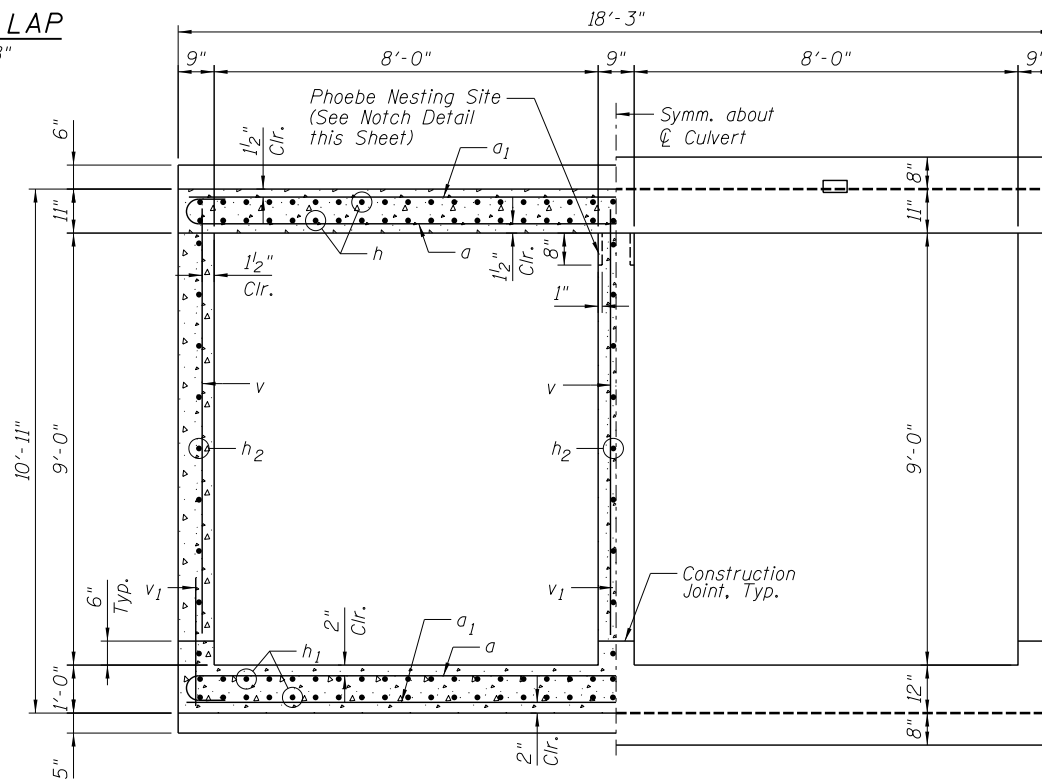 LAP
18'-3"
9"
8'-0"
9"
8'-0"
Phoebe Nesting Site
(See Notch Detail
this Sheet)
Symm. about
℄ Culvert
6"
1½"
Clr.
a₁
8"
11"
11"
h
a
1½"
Clr.
8"
1½"
Clr.
1"
v
v
10'-11"
9'-0"
h₂
h₂
9'-0"
6"
Typ.
v₁
v₁
Construction
Joint, Typ.
2"
Clr.
a₁
a
h₁
1'-0"
12"
5"
2"
Clr.
8"